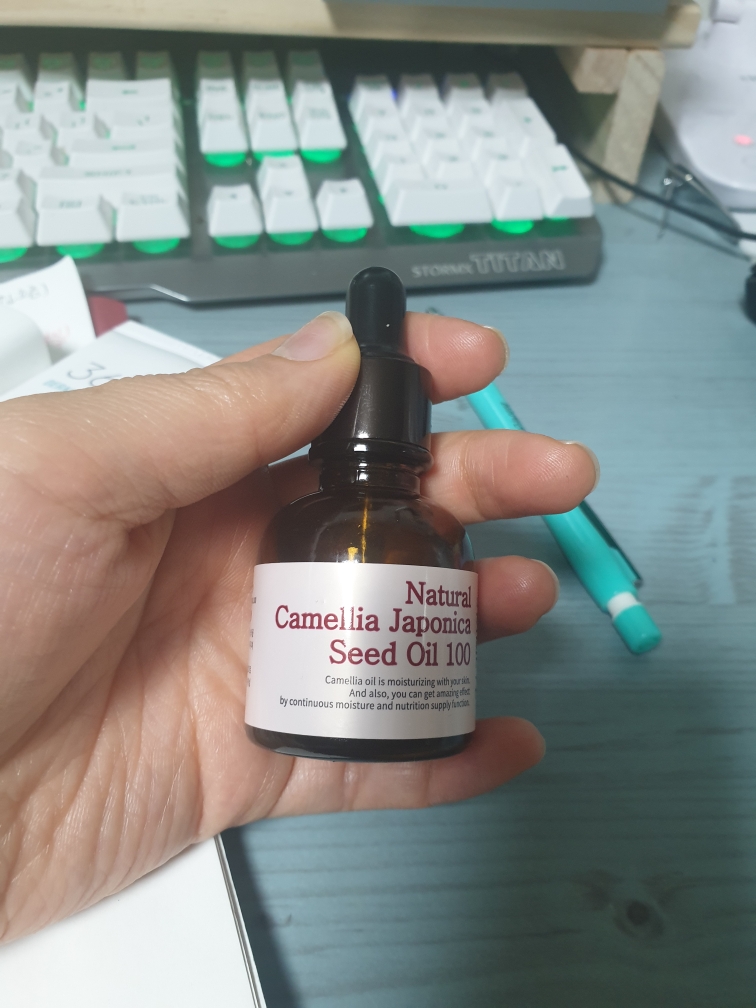 STORMX TITAN
Natural
Camellia Japonica
Seed Oil 100
Camellia oil is moisturizing with your skin.
And also, you can get amazing effect
by continuous moisture and nutrition supply function.